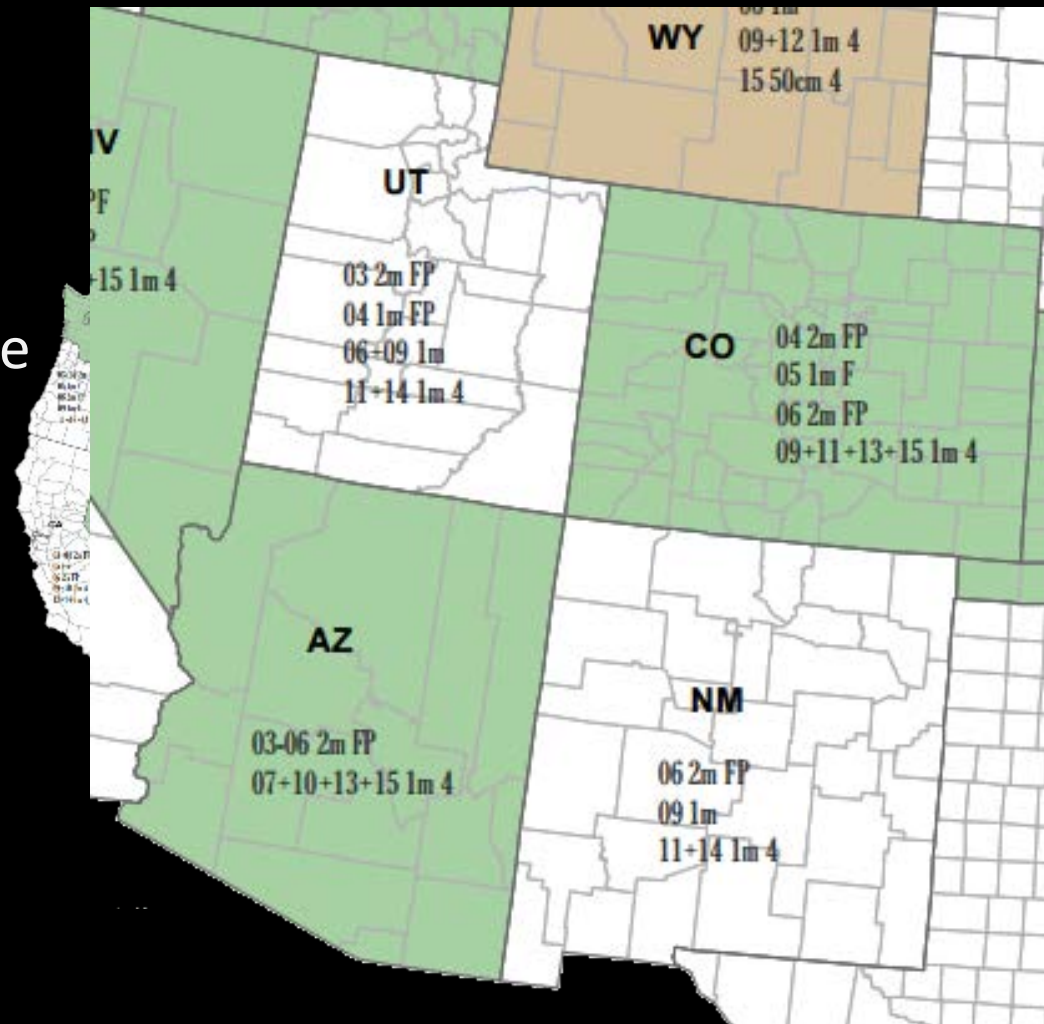 WY
09+12 1m 4
15 50cm 4
UT
03 2m FP
04 1m FP
06+09 1m
11+14 1m 4
+15 1m 4
e
CO
04 2m FP
05 1m F
06 2m FP
09+11+13+15 1m 4
AZ
03-06 2m FP
07+10+13+15 1m 4
NM
06 2m FP
09 1m
11+14 1m 4
CA